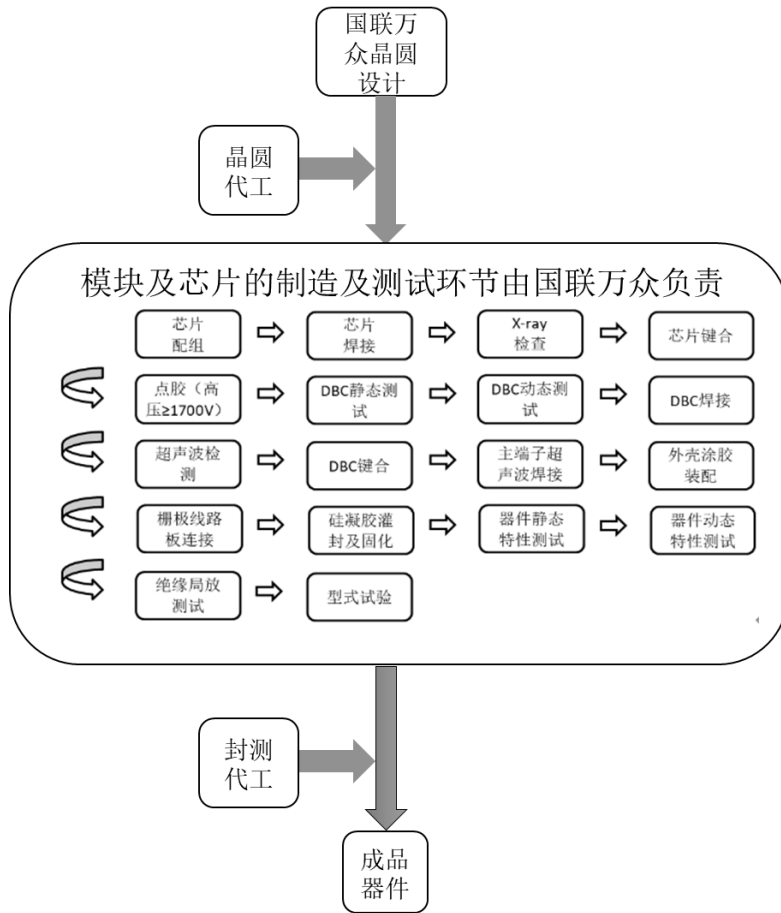 国联万
众晶圆
设计
晶圆
代工
模块及芯片的制造及测试环节由国联万众负责
芯片
配组
芯片
焊接
X-ray
检查
芯片键合
点胶（高
压≥1700V）
DBC静态测
试
DBC动态测
试
DBC焊接
超声波检
测
DBC键合
主端子超
声波焊接
外壳涂胶
装配
栅极线路
板连接
硅凝胶灌
封及固化
器件静态
特性测试
器件动态
特性测试
绝缘局放
测试
型式试验
封测
代工
成品
器件